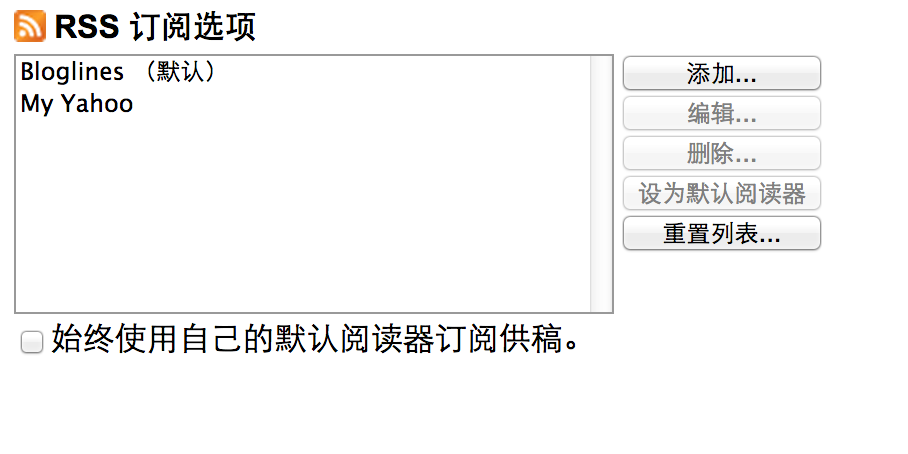 RSS 订阅选项
Bloglines （默认）
My Yahoo
添加...
编辑...
删除...
设为默认阅读器
重置列表...
始终使用自己的默认阅读器订阅供稿。